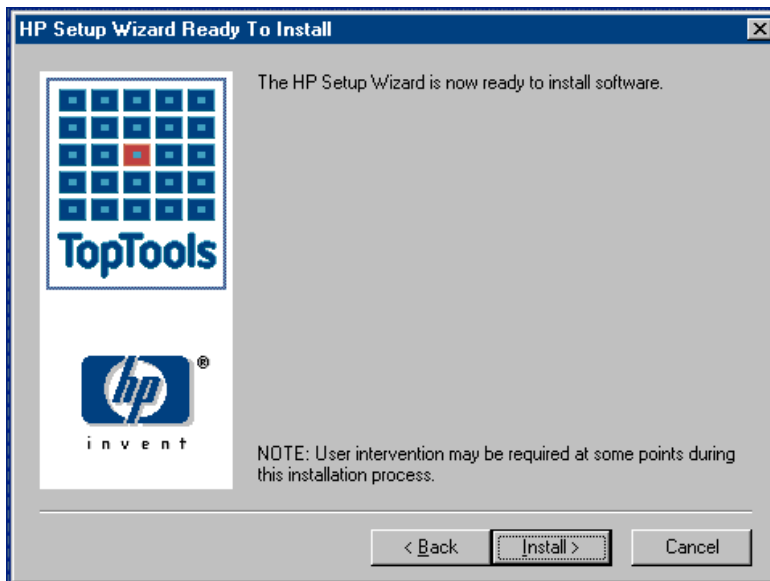 HP Setup Wizard Ready To Install
The HP Setup Wizard is now ready to install software.
TopTools
hp
®
invent
NOTE: User intervention may be required at some points during
this installation process.
< Back
Install >
Cancel